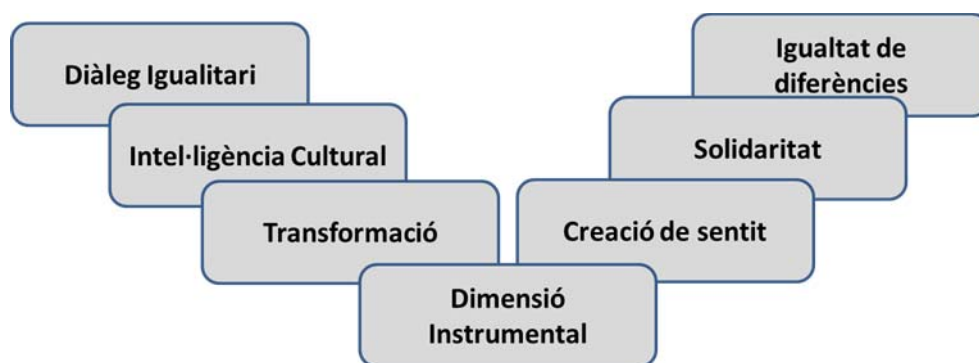 Diàleg Igualitari
Intel·ligència Cultural
Transformació
Dimensió
Instrumental
Creació de sentit
Solidaritat
Igualtat de
diferències